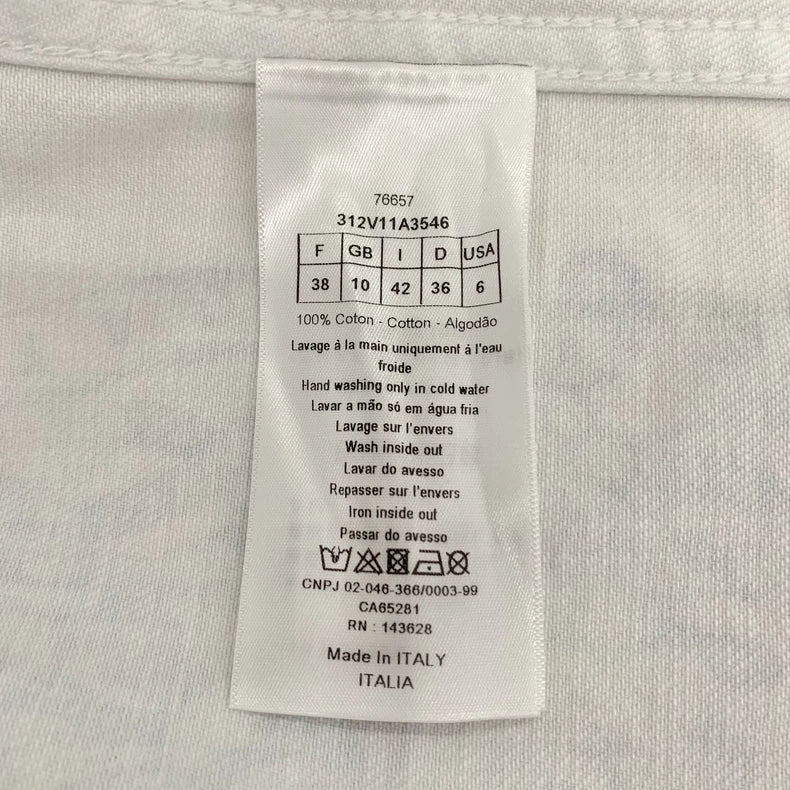 76657
312V11A3546
F GB I D USA
38 10 42 36 6
100% Coton - Cotton - Algodão
Lavage à la main uniquement á l'eau
froide
Hand washing only in cold water
Lavar a mão só em água fria
Lavage sur l'envers
Wash inside out
Lavar do avesso
Repasser sur l'envers
Iron inside out
Passar do avesso
CNPJ 02-046-366/0003-99
CA65281
RN : 143628
Made In ITALY
ITALIA